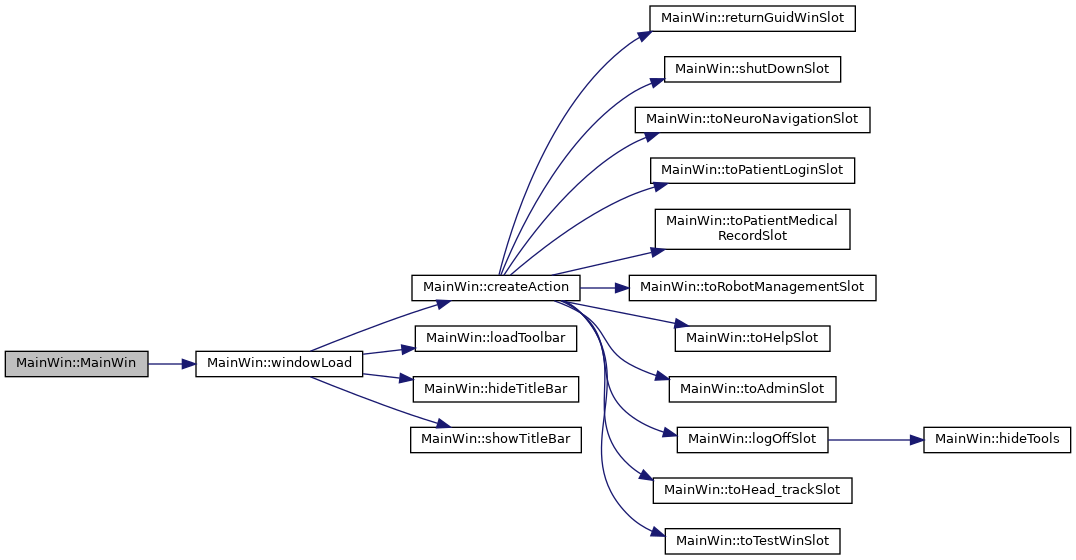 MainWin::returnGuidWinSlot
MainWin::shutDownSlot
MainWin::toNeuroNavigationSlot
MainWin::toPatientLoginSlot
MainWin::toPatientMedical
RecordSlot
MainWin::createAction
MainWin::toRobotManagementSlot
MainWin::loadToolbar
MainWin::toHelpSlot
MainWin::MainWin
MainWin::windowLoad
MainWin::hideTitleBar
MainWin::toAdminSlot
MainWin::showTitleBar
MainWin::logOffSlot
MainWin::hideTools
MainWin::toHead_trackSlot
MainWin::toTestWinSlot